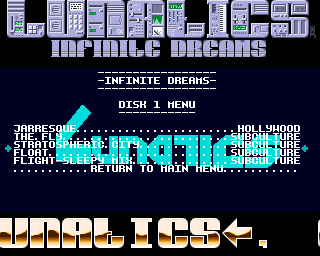 LUNATICS
INFINITE DREAMS
-INFINITE DREAMS-
DISK 1 MENU
JARRESQUE.........................HOLLYWOOD
THE FLY...........................SUBCULTURE
STRATOSPHERIC CITY................SUBCULTURE
FLOAT.............................SUBCULTURE
FLIGHT-SLEEPY MIX.................SUBCULTURE
...........RETURN TO MAIN MENU...........
Lunatics
UNATICS←.